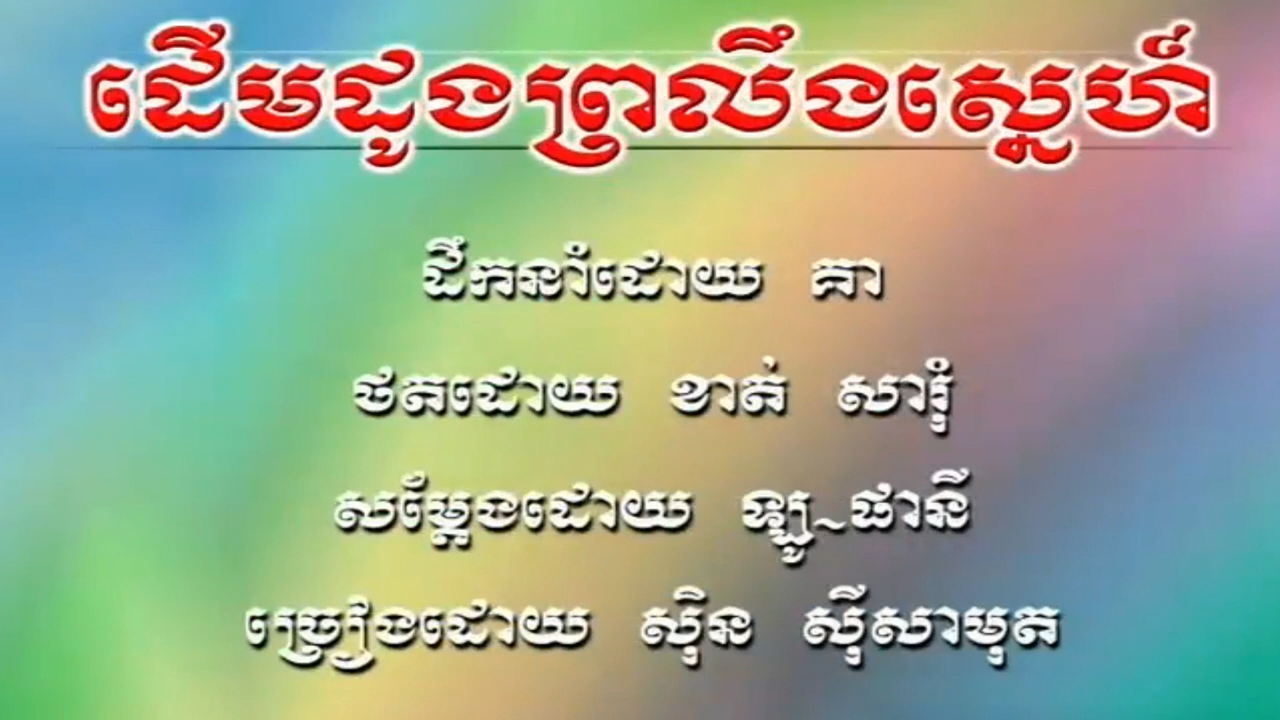 ដើមដូងព្រលឹងស្នេហ៍
ដឹកនាំដោយ គា
ថតដោយ ខាត់ សារុំ
សម្ដែងដោយ ឡូ~ផានី
ច្រៀងដោយ ស៊ិន ស៊ីសាមុត